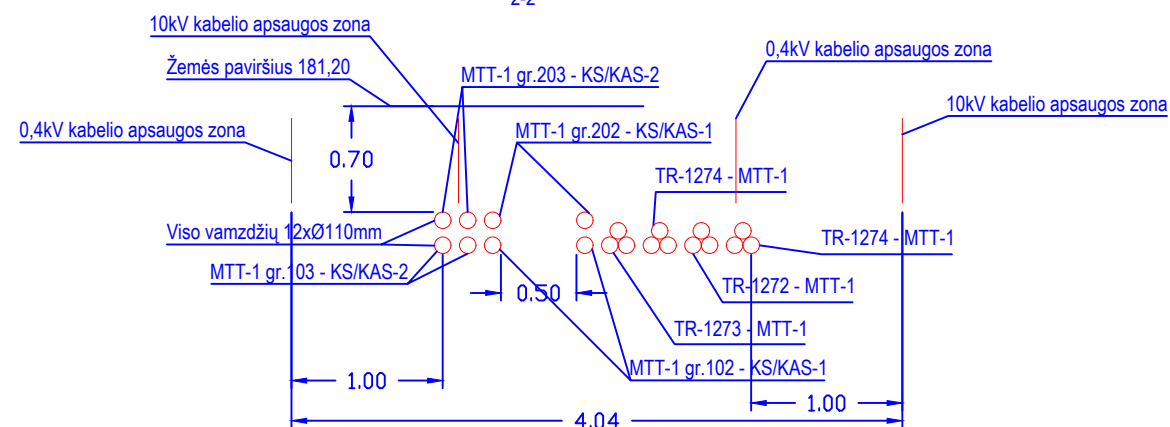 2-2
10kV kabelio apsaugos zona
0,4kV kabelio apsaugos zona
Žemės paviršius 181,20
MTT-1 gr.203 - KS/KAS-2
10kV kabelio apsaugos zona
0,4kV kabelio apsaugos zona
MTT-1 gr.202 - KS/KAS-1
0.70
TR-1274 - MTT-1
Viso vamzdžių 12xØ110mm
TR-1274 - MTT-1
MTT-1 gr.103 - KS/KAS-2
0.50
TR-1272 - MTT-1
TR-1273 - MTT-1
MTT-1 gr.102 - KS/KAS-1
1.00
1.00
4.04